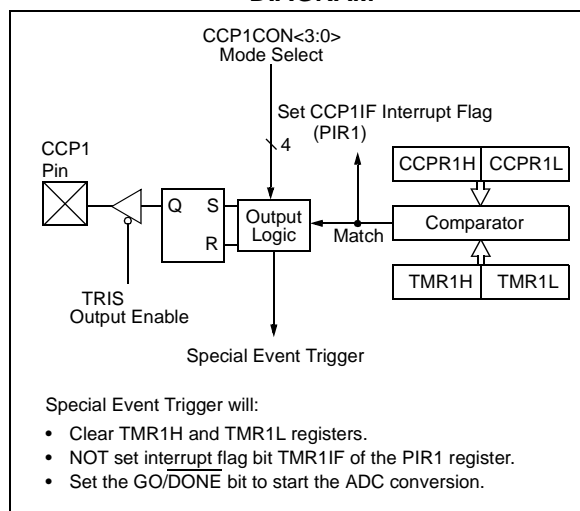 DIAGRAM
CCP1CON<3:0>
Mode Select
Set CCP1IF Interrupt Flag
(PIR1)
4
CCP1
Pin
CCPR1H CCPR1L
Q S
R
Output
Logic
Match
Comparator
TRIS
Output Enable
TMR1H TMR1L
Special Event Trigger
Special Event Trigger will:
• Clear TMR1H and TMR1L registers.
• NOT set interrupt flag bit TMR1IF of the PIR1 register.
• Set the GO/DONE bit to start the ADC conversion.